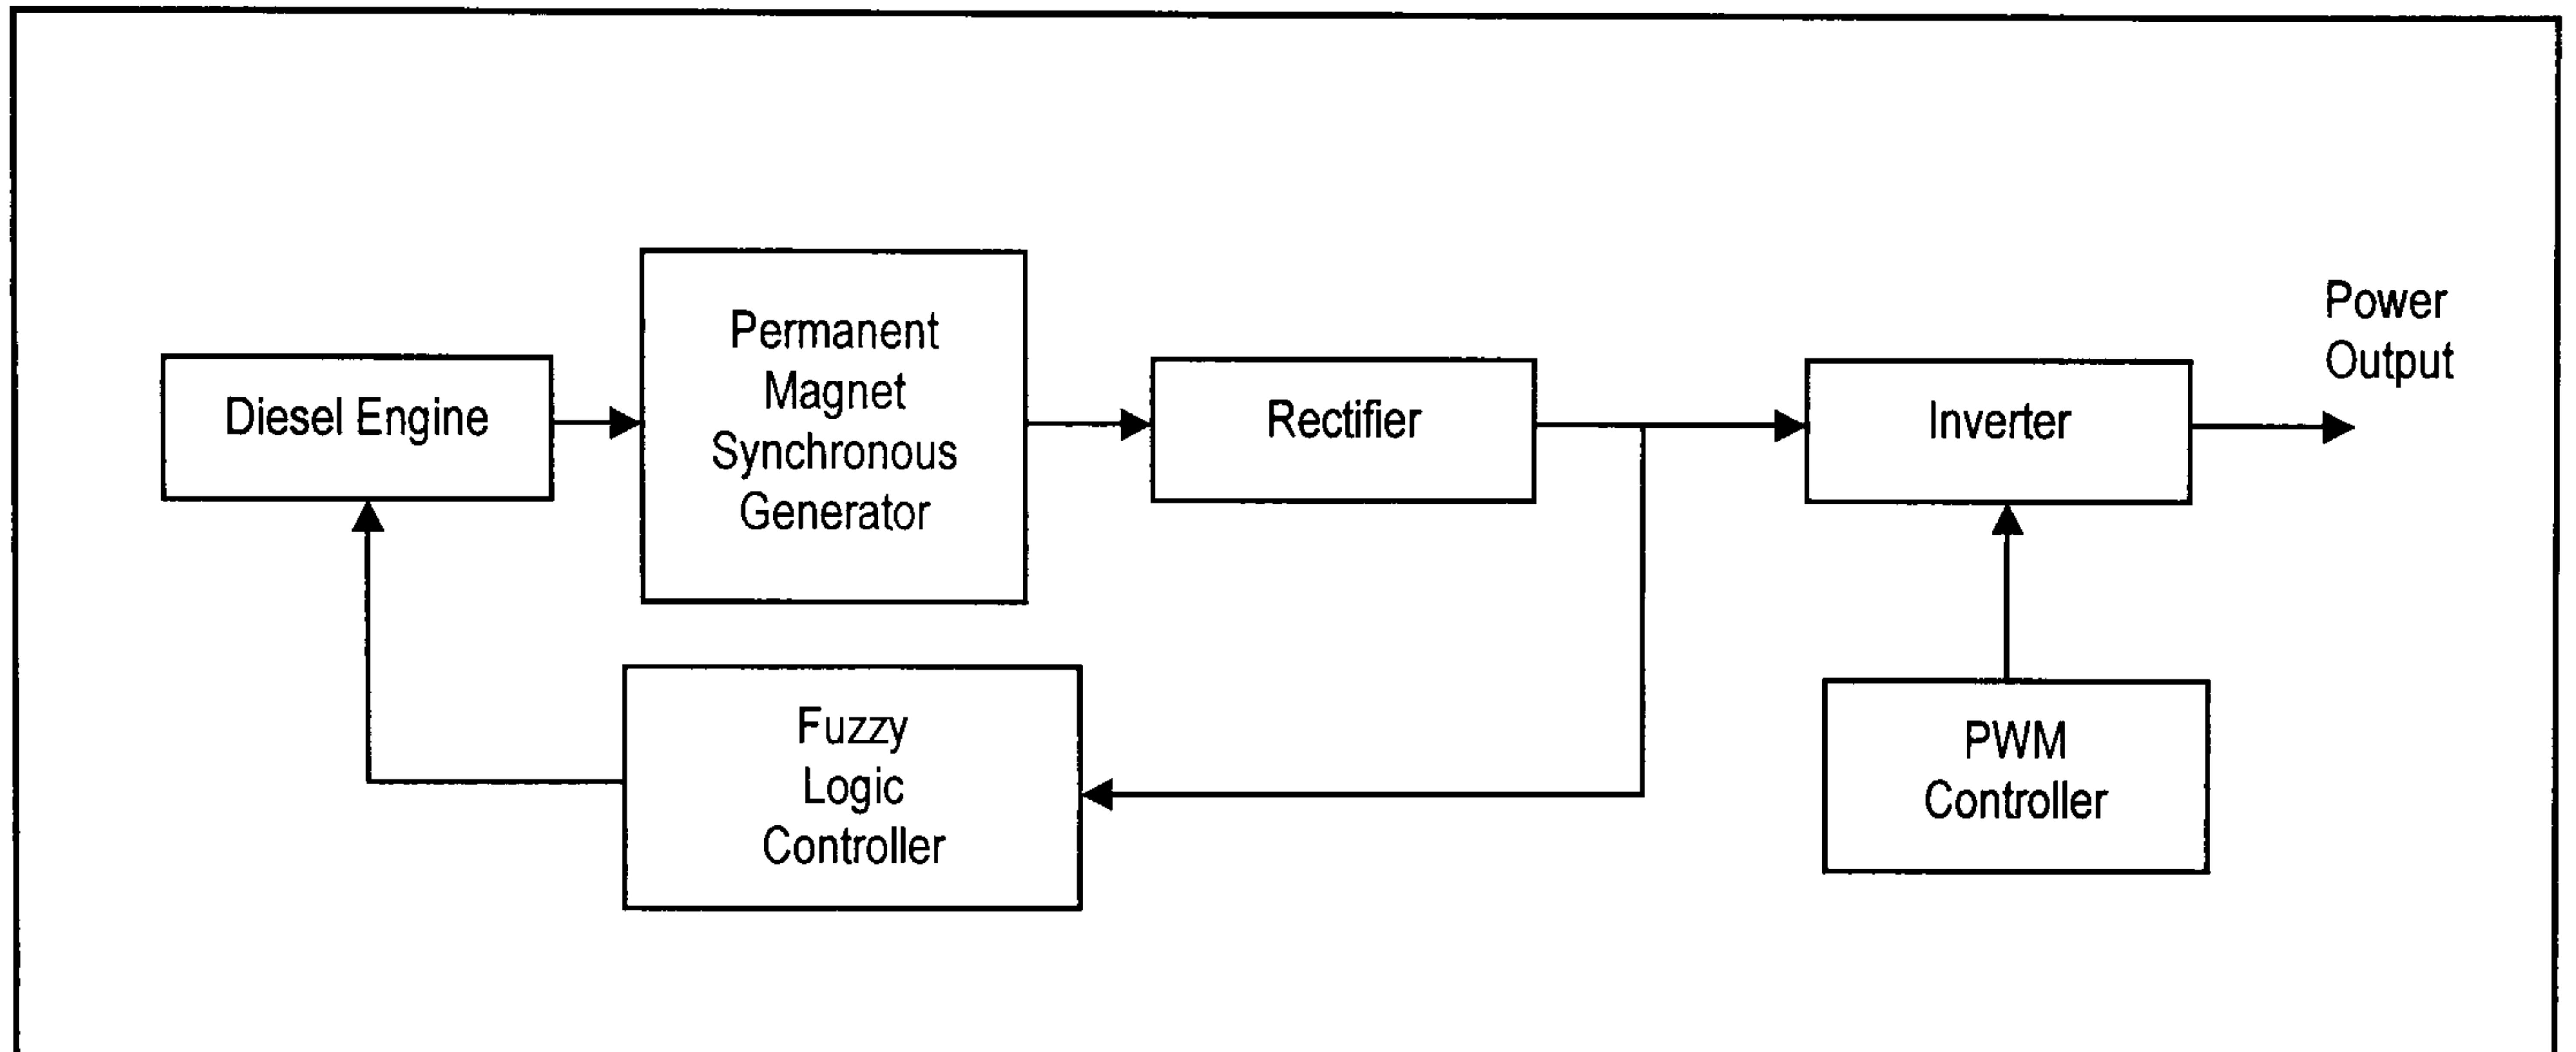 Diesel Engine
Permanent
Magnet
Synchronous
Generator
Rectifier
Inverter
Power
Output
Fuzzy
Logic
Controller
PWM
Controller